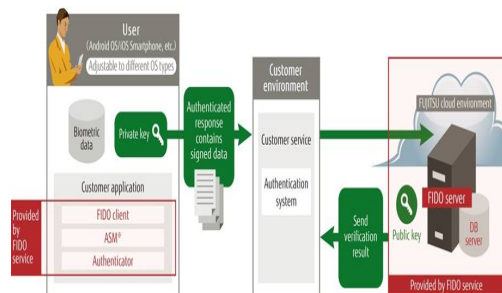 User
(Android OS/iOS Smartphone, etc.)
Adjustable to different OS types
Biometric
data
Private key
Customer application
FIDO client
ASM®
Authenticator
Provided
by
FIDO
service
Authenticated
response
contains
signed data
Customer
environment
Customer service
Authentication
system
Send
verification
result
FUJITSU cloud environment
FIDO server
Public key
DB
server
Provided by FIDO service